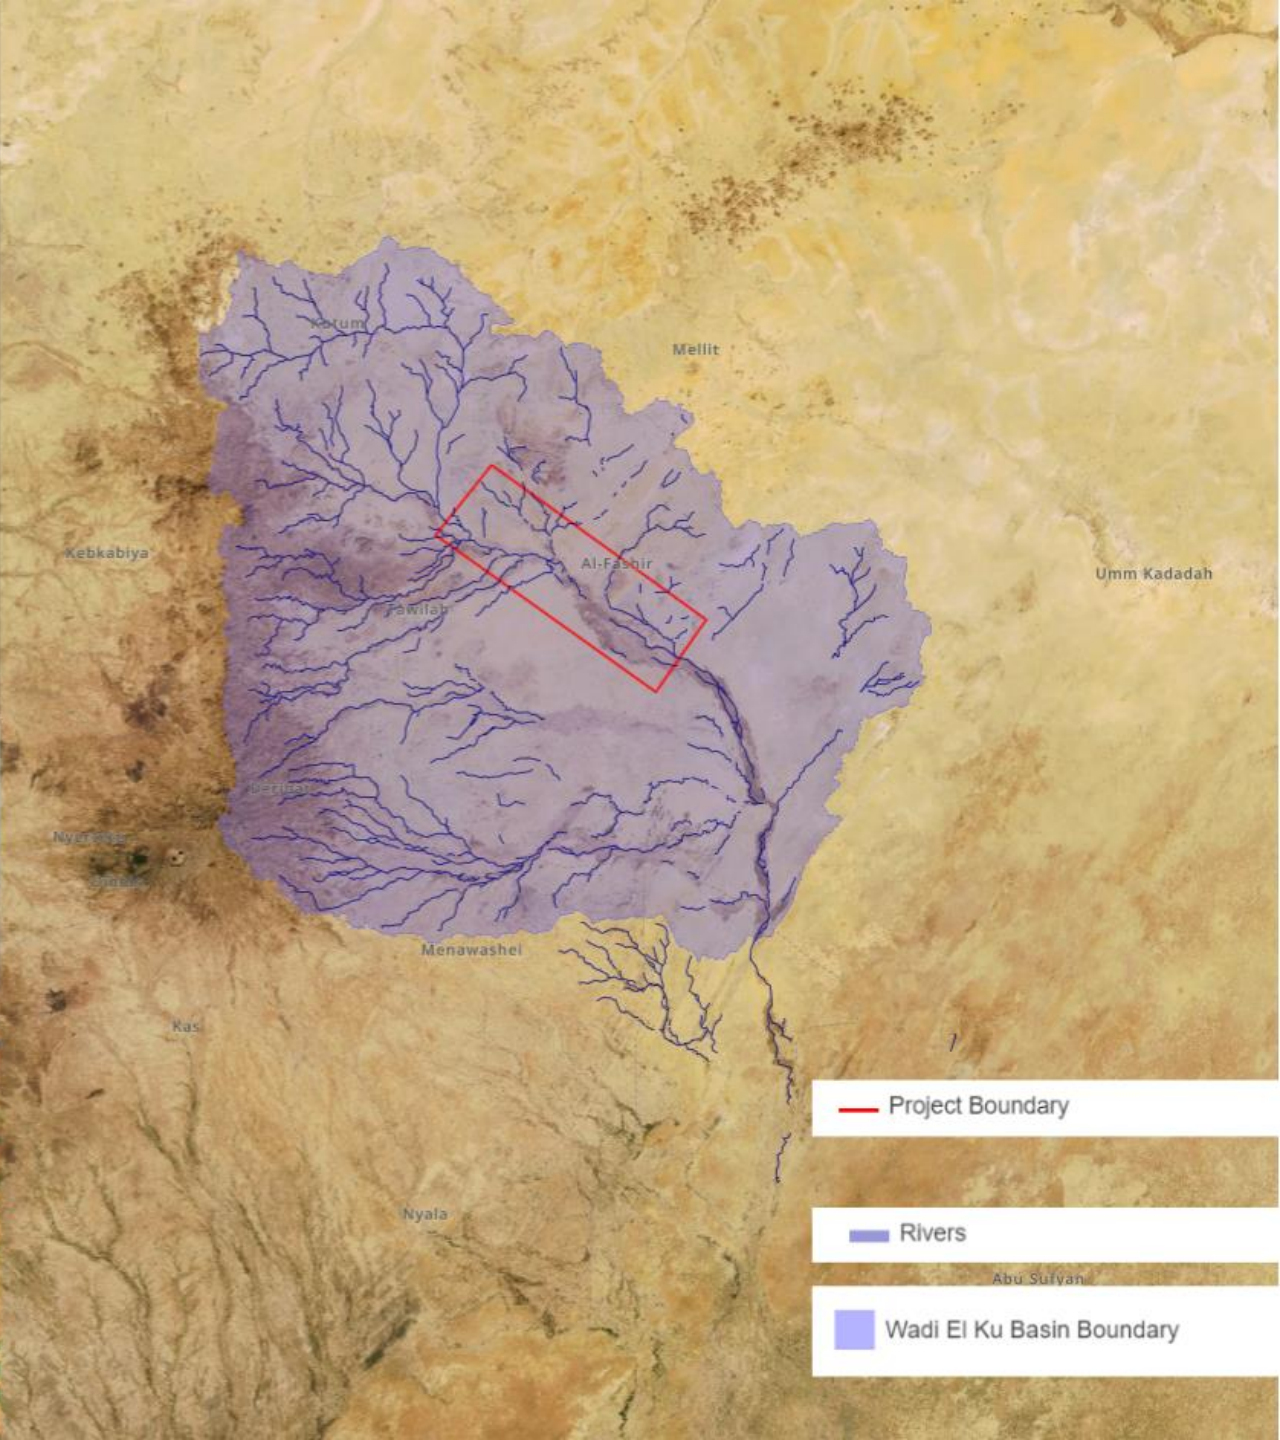 Kutum
Mellit
Kebkabiya
Al-Fashir
Umm Kadadah
Tawilah
Menawashei
Kas
Project Boundary
Nyala
Rivers
Abu Sufyan
Wadi El Ku Basin Boundary